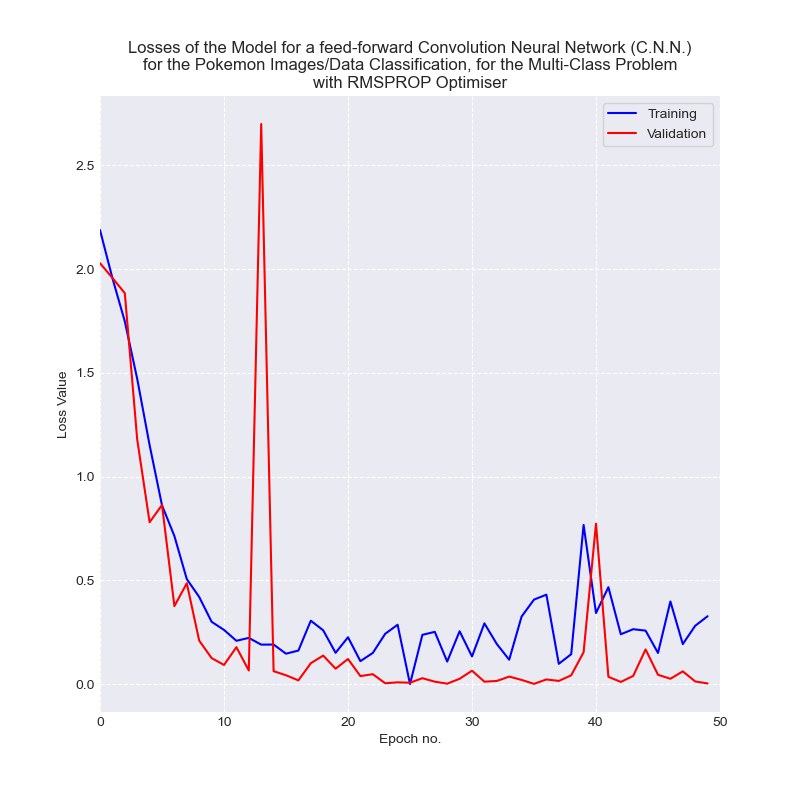 Losses of the Model for a feed-forward Convolution Neural Network (C.N.N.)
for the Pokemon Images/Data Classification, for the Multi-Class Problem
with RMSPROP Optimiser
Training
Validation
2.5
2.0
1.5
1.0
0.5
0.0
Loss Value
0 10 20 30 40 50
Epoch no.